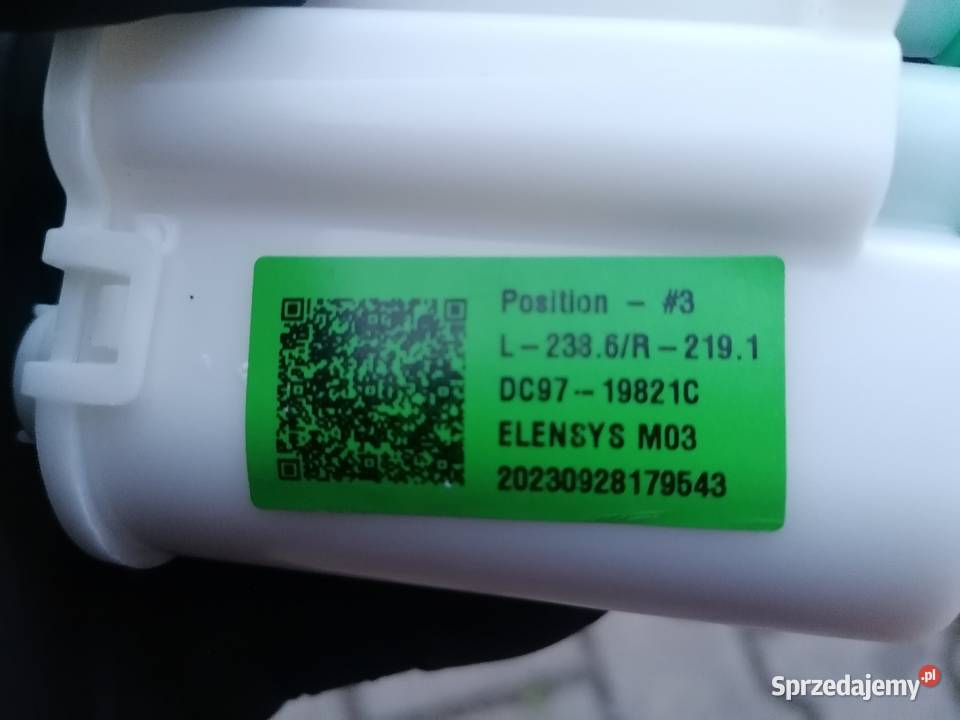 Position - #3
L-238.6/R-219.1
DC97-19821C
ELENSYS M03
20230928179543
Sprzedajemy.pl